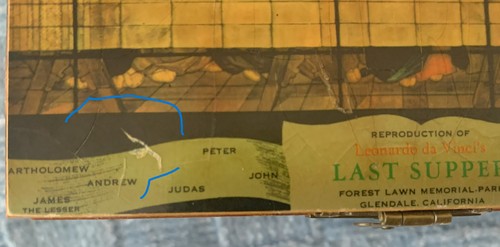 PETER
ARTHOLOMEW
ANDREW
JUDAS
JOHN
JAMES
THE LESSER
REPRODUCTION OF
Leonardo da Vinci's
LAST SUPPE
FOREST LAWN MEMORIAL-PARK
GLENDALE, CALIFORNIA